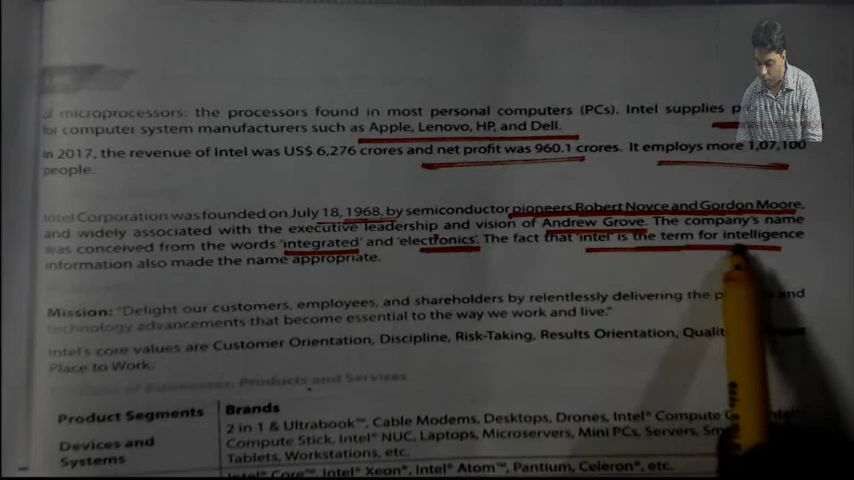 of microprocessors: the processors found in most personal computers (PCs). Intel supplies
for computer system manufacturers such as Apple, Lenovo, HP, and Dell.
In 2017, the revenue of Intel was US$ 6,276 crores and net profit was 960.1 crores. It employs more 1,07,100
people.
Intel Corporation was founded on July 18, 1968, by semiconductor pioneers Robert Noyce and Gordon Moore,
and widely associated with the executive leadership and vision of Andrew Grove. The company's name
was conceived from the words 'integrated' and 'electronics'. The fact that 'intel' is the term for intelligence
information also made the name appropriate.
Mission: "Delight our customers, employees, and shareholders by relentlessly delivering the and
technology advancements that become essential to the way we work and live."
Intel's core values are Customer Orientation, Discipline, Risk-Taking, Results Orientation,
Place to Work.
Products and Services
Product Segments
Brands
Devices and
Systems
2 in 1 & Ultrabook™, Cable Modems, Desktops, Drones, Intel® Compute
Compute Stick, Intel® NUC, Laptops, Microservers, Mini PCs, Servers,
Tablets, Workstations, etc.
Intel® Core™, Intel® Xeon®, Intel® Atom™, Pantium, Celeron®, etc.